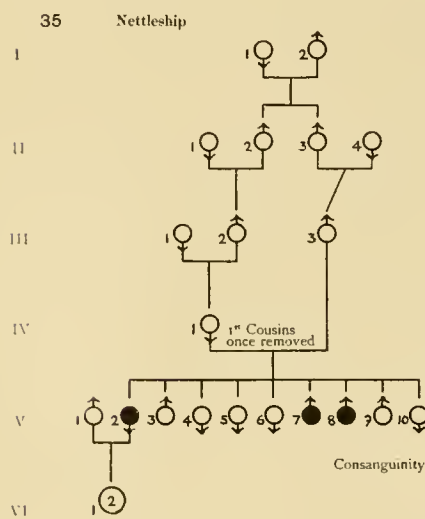 35 Nettleship
I 1 2
II 1 2 3 4
III 1 2 3
IV 1 1st Cousins
once removed
V 1 2 3 4 5 6 7 8 9 10
Consanguinity
VI 1 2